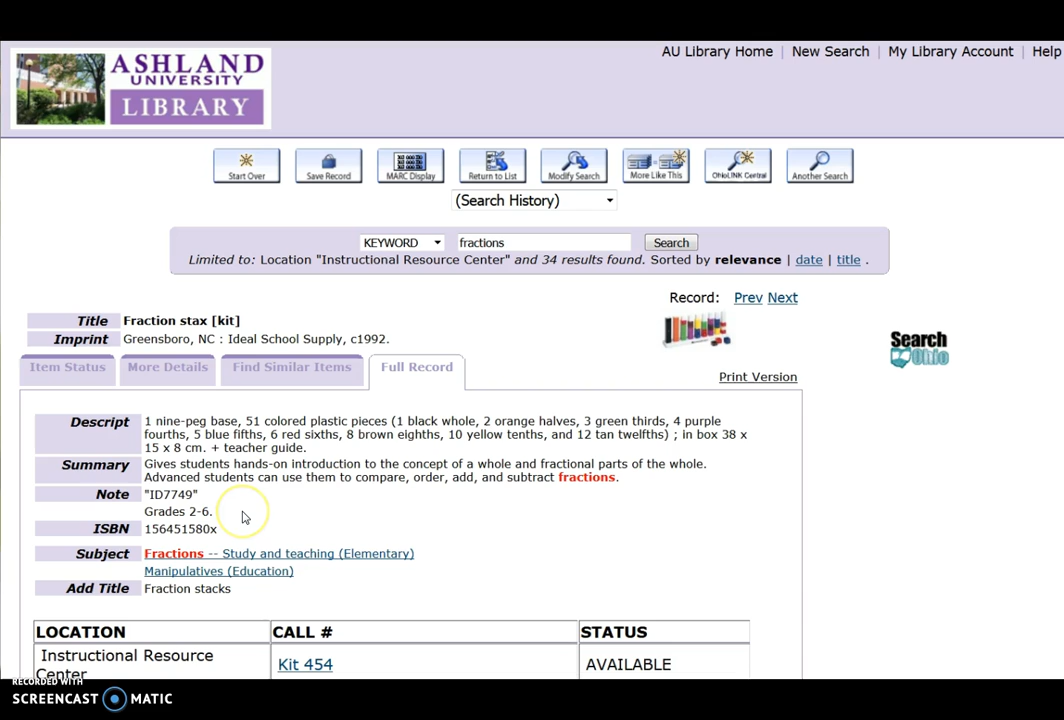 AU Library Home | New Search | My Library Account | Help
ASHLAND
UNIVERSITY
LIBRARY
Start Over
Save Record
MARC Display
Return to List
Modify Search
More Like This
OhioLINK Central
Another Search
(Search History)
KEYWORD fractions Search
Limited to: Location "Instructional Resource Center" and 34 results found. Sorted by relevance | date | title .
Record: Prev Next
Title Fraction stax [kit]
Imprint Greensboro, NC : Ideal School Supply, c1992.
Search
Ohio
Item Status More Details Find Similar Items Full Record
Print Version
Descript 1 nine-peg base, 51 colored plastic pieces (1 black whole, 2 orange halves, 3 green thirds, 4 purple
fourths, 5 blue fifths, 6 red sixths, 8 brown eighths, 10 yellow tenths, and 12 tan twelfths) ; in box 38 x
15 x 8 cm. + teacher guide.
Summary Gives students hands-on introduction to the concept of a whole and fractional parts of the whole.
Advanced students can use them to compare, order, add, and subtract fractions.
Note "ID7749"
Grades 2-6.
ISBN 156451580x
Subject Fractions -- Study and teaching (Elementary)
Manipulatives (Education)
Add Title Fraction stacks
LOCATION CALL # STATUS
Instructional Resource
Center
Kit 454 AVAILABLE
RECORDED WITH
SCREENCAST MATIC